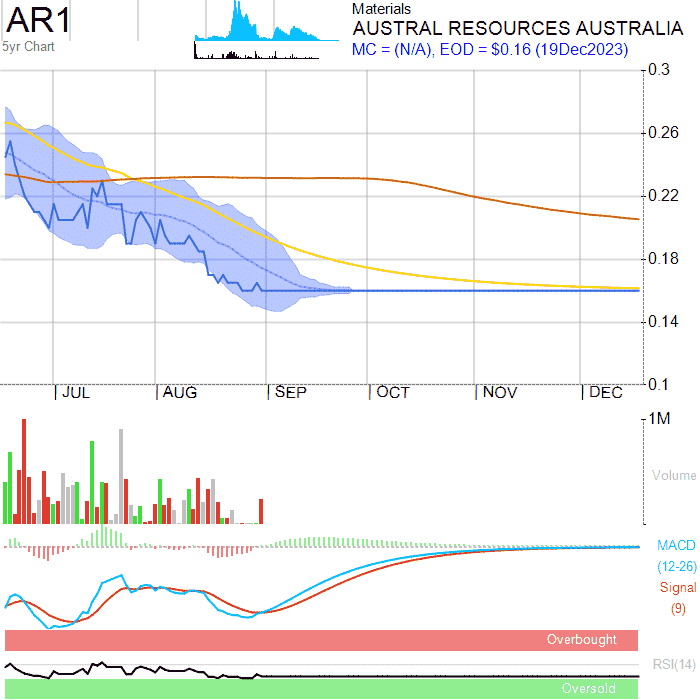 AR1
5yr Chart
Materials
AUSTRAL RESOURCES AUSTRALIA
MC = (N/A), EOD = $0.16 (19Dec2023)
0.3
0.26
0.22
0.18
0.14
0.1
JUL AUG SEP OCT NOV DEC
1M
Volume
MACD
(12-26)
Signal
(9)
Overbought
RSI(14)
Oversold